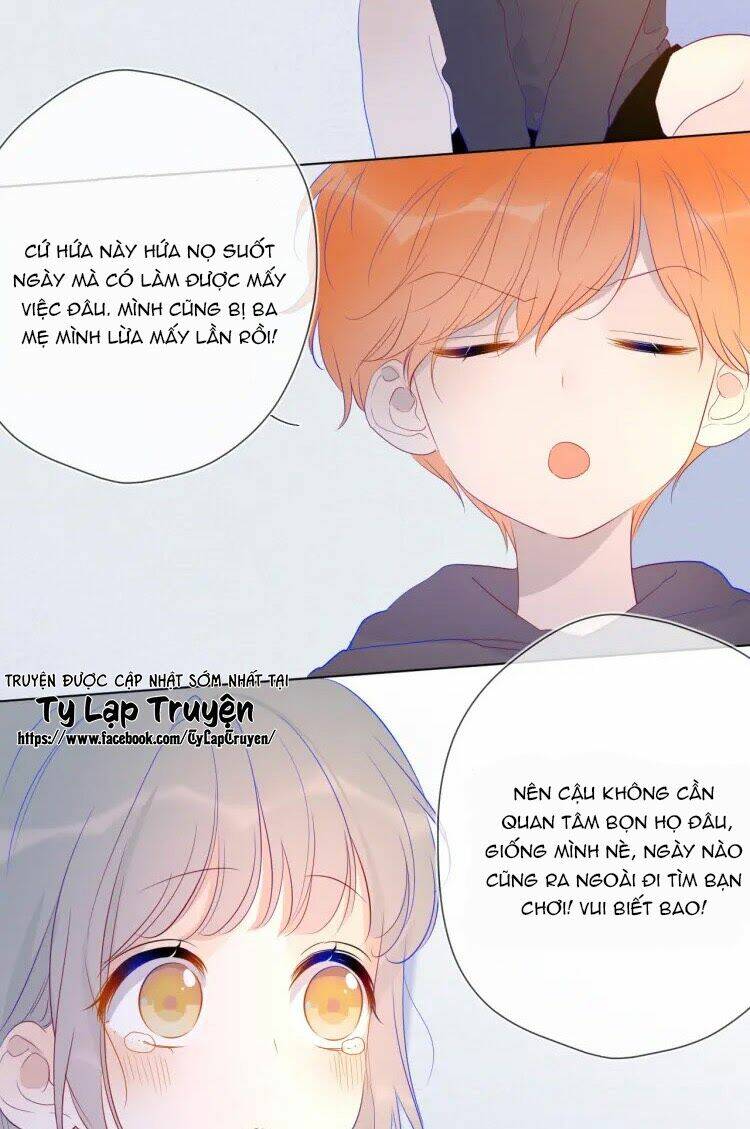 CỨ HỨA NÀY HỨA NỌ SUỐT
NGÀY MÀ CÓ LÀM ĐƯỢC MẤY
VIỆC ĐÂU. MÌNH CŨNG BỊ BA
MẸ MÌNH LỪA MẤY LẦN RỒI!
TRUYỆN ĐƯỢC CẬP NHẬT SỚM NHẤT TẠI
Ty Lạp Truyện
https://www.facebook.com/TyLapTruyen/
NÊN CẬU KHÔNG CẦN
QUAN TÂM BỌN HỌ ĐÂU,
GIỐNG MÌNH NÈ, NGÀY NÀO
CŨNG RA NGOÀI ĐI TÌM BẠN
CHƠI! VUI BIẾT BAO!